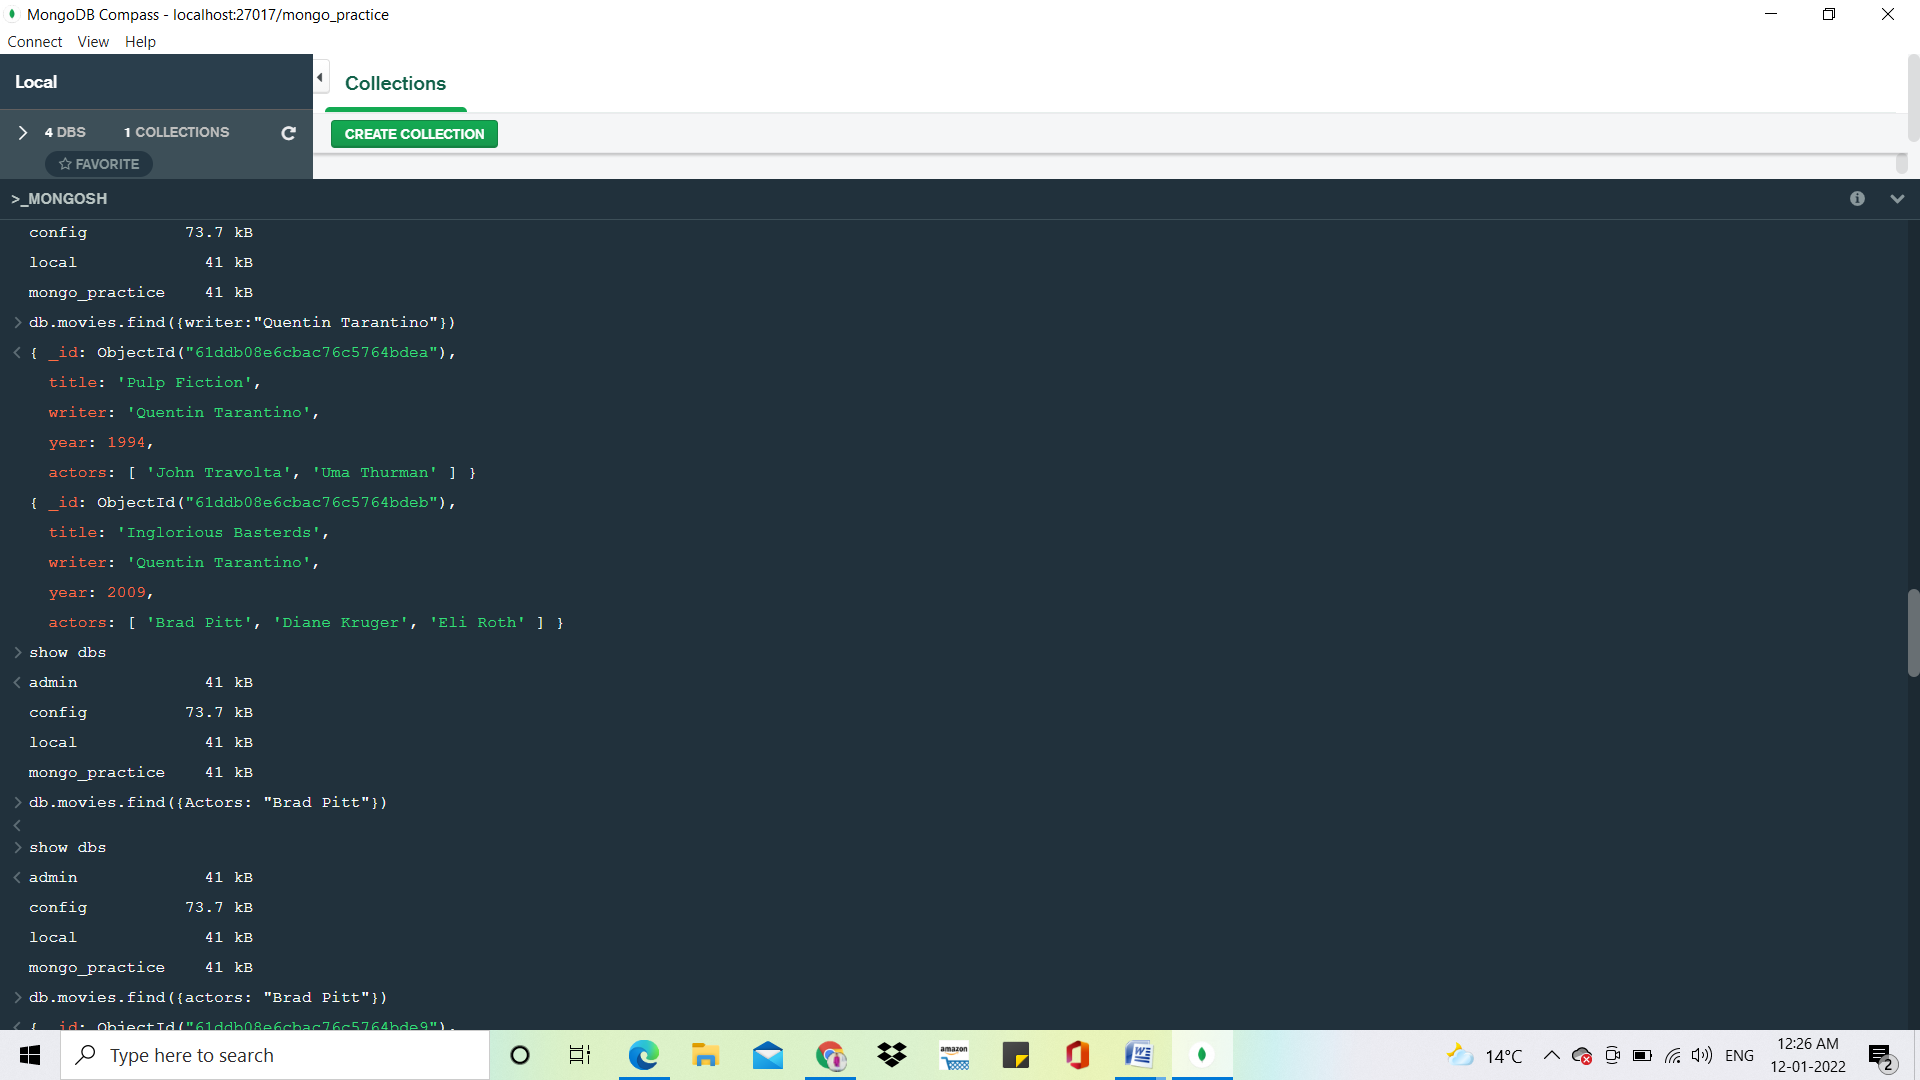 MongoDB Compass - localhost:27017/mongo_practice
Connect View Help
Local
Collections
4 DBS 1 COLLECTIONS
CREATE COLLECTION
FAVORITE
>_MONGOSH
config 73.7 kB
local 41 kB
mongo_practice 41 kB
> db.movies.find({writer:"Quentin Tarantino"})
< { _id: ObjectId("61ddb08e6cbac76c5764bdea"),
title: 'Pulp Fiction',
writer: 'Quentin Tarantino',
year: 1994,
actors: [ 'John Travolta', 'Uma Thurman' ] }
{ _id: ObjectId("61ddb08e6cbac76c5764bdeb"),
title: 'Inglorious Basterds',
writer: 'Quentin Tarantino',
year: 2009,
actors: [ 'Brad Pitt', 'Diane Kruger', 'Eli Roth' ] }
> show dbs
< admin 41 kB
config 73.7 kB
local 41 kB
mongo_practice 41 kB
> db.movies.find({Actors: "Brad Pitt"})
<
> show dbs
< admin 41 kB
config 73.7 kB
local 41 kB
mongo_practice 41 kB
> db.movies.find({actors: "Brad Pitt"})
< { _id: ObjectId("61ddb08e6cbac76c5764bde9"),
Type here to search
amazon
14°C
ENG
12:26 AM
12-01-2022
2